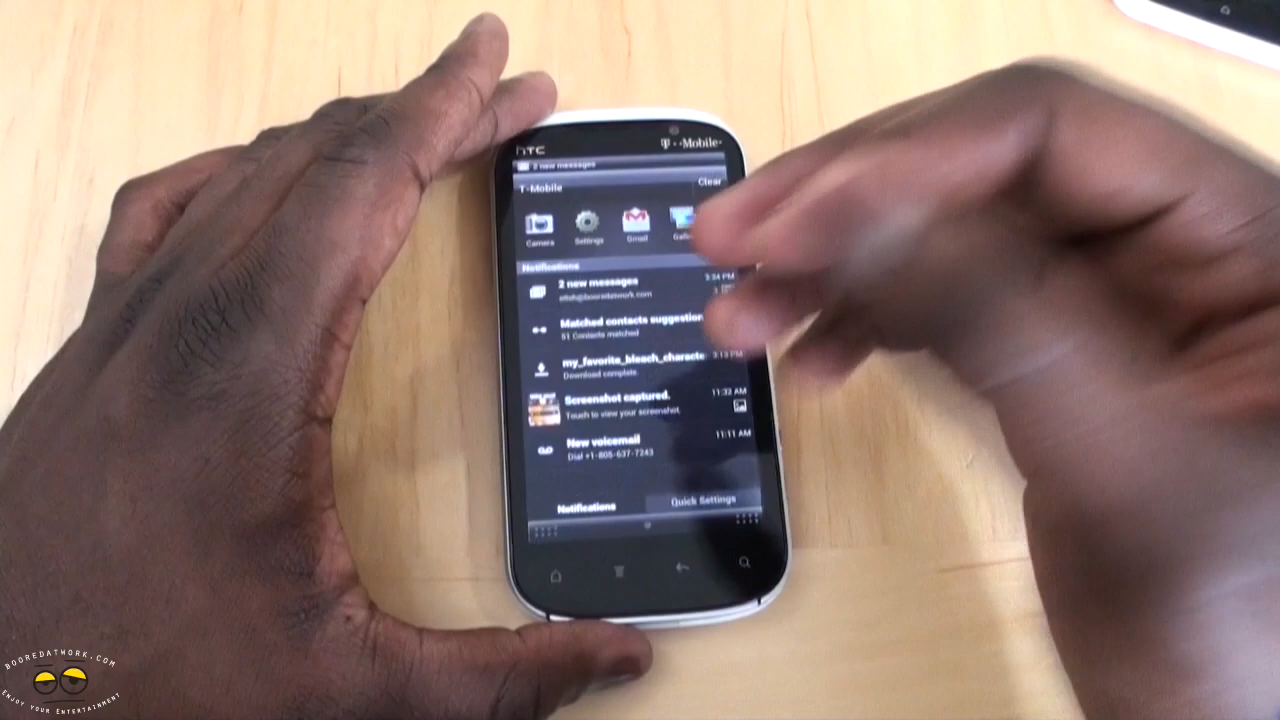 hTC
T··Mobile·
2 new messages
T-Mobile
Clear
Camera
Settings
Gmail
Notifications
2 new messages
3:34 PM
3
Matched contacts suggestion
51 Contacts matched
my_favorite_bleach_characte
3:13 PM
Download complete.
Screenshot captured.
11:32 AM
Touch to view your screenshot.
New voicemail
11:11 AM
Dial +1-805-637-7243
Notifications
Quick Settings
BOOREDATWORK.COM
ENJOY YOUR ENTERTAINMENT